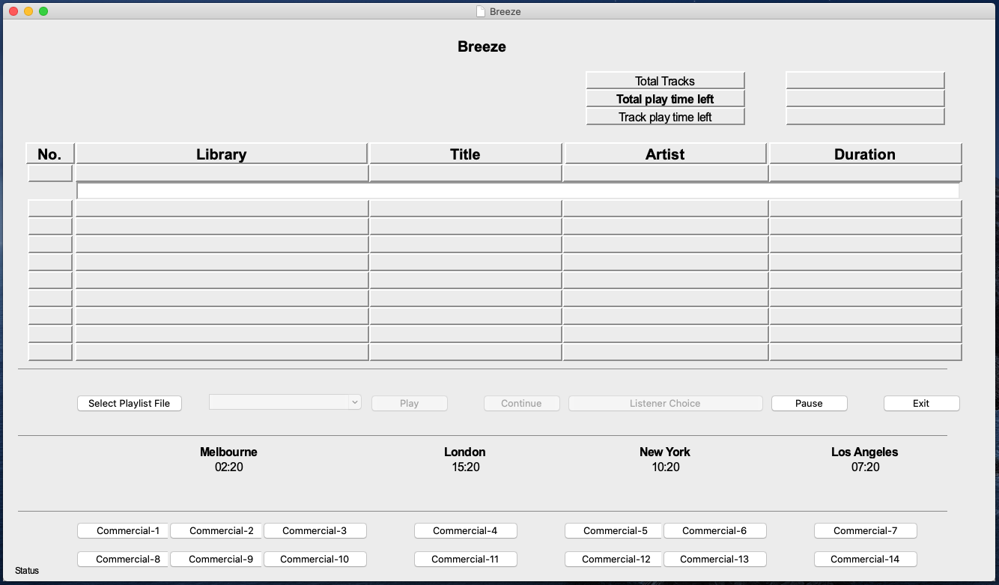 Breeze
Breeze
Total Tracks
Total play time left
Track play time left
No. Library Title Artist Duration
Select Playlist File Play Continue Listener Choice Pause Exit
Melbourne London New York Los Angeles
02:20 15:20 10:20 07:20
Commercial-1 Commercial-2 Commercial-3 Commercial-4 Commercial-5 Commercial-6 Commercial-7
Commercial-8 Commercial-9 Commercial-10 Commercial-11 Commercial-12 Commercial-13 Commercial-14
Status